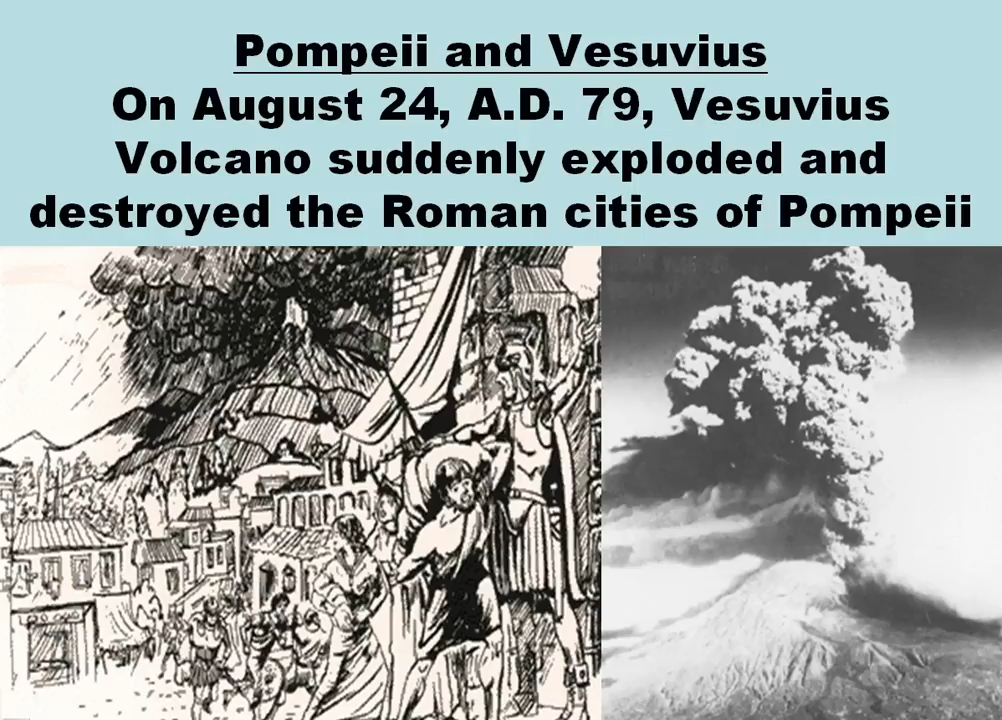 Pompeii and Vesuvius
On August 24, A.D. 79, Vesuvius
Volcano suddenly exploded and
destroyed the Roman cities of Pompeii